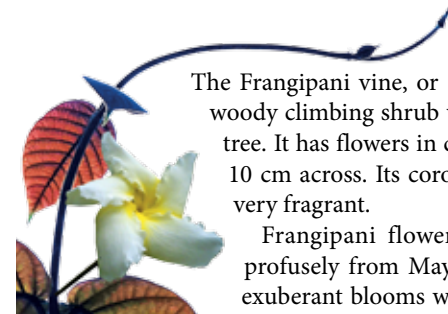 The Frangipani vine, or
woody climbing shrub
tree. It has flowers in
10 cm across. Its
very fragrant.
Frangipani
profusely from
exuberant blooms